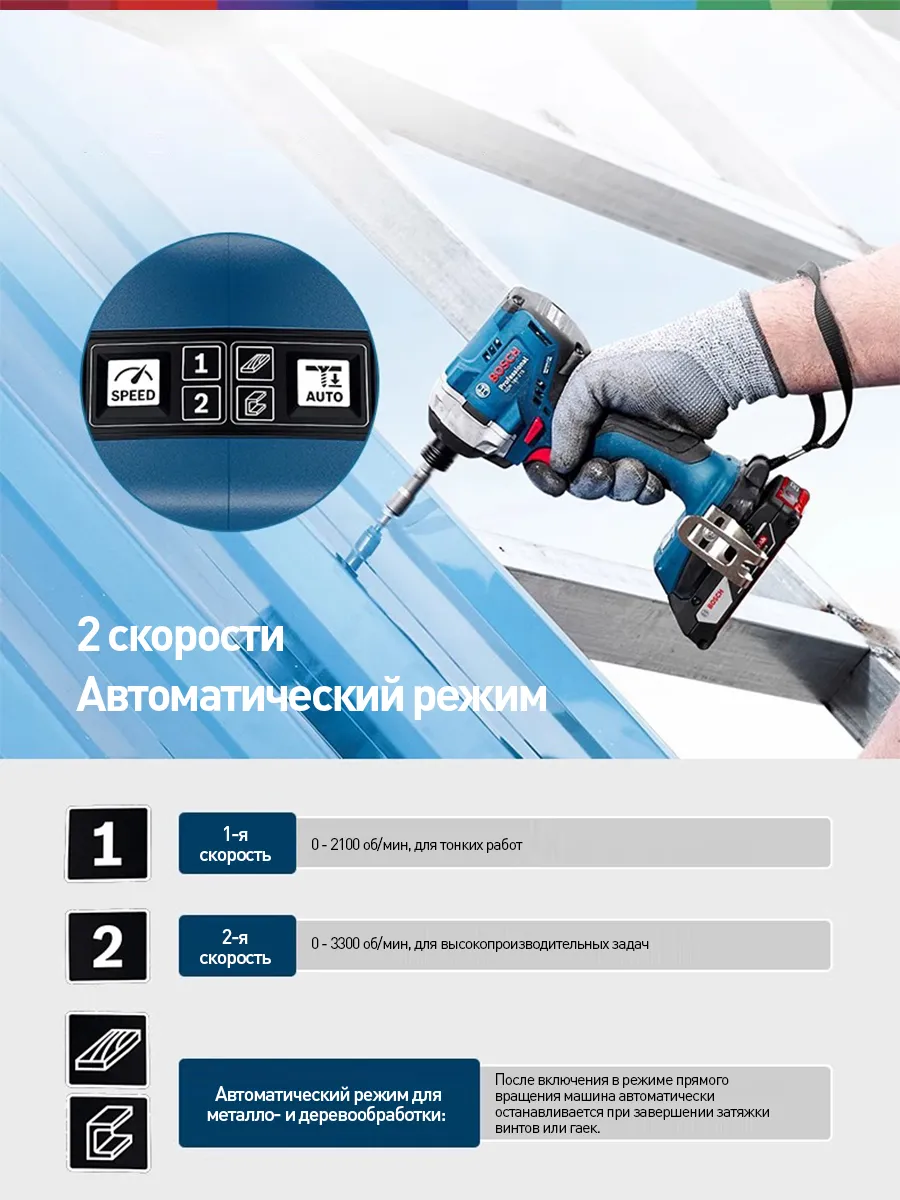 SPEED
1
2
AUTO
BOSCH
Professional
BOSCH
2 скорости
Автоматический режим
1
1-я
скорость
0 - 2100 об/мин, для тонких работ
2
2-я
скорость
0 - 3300 об/мин, для высокопроизводительных задач
Автоматический режим для
металло- и деревообработки:
После включения в режиме прямого
вращения машина автоматически
останавливается при завершении затяжки
винтов или гаек.